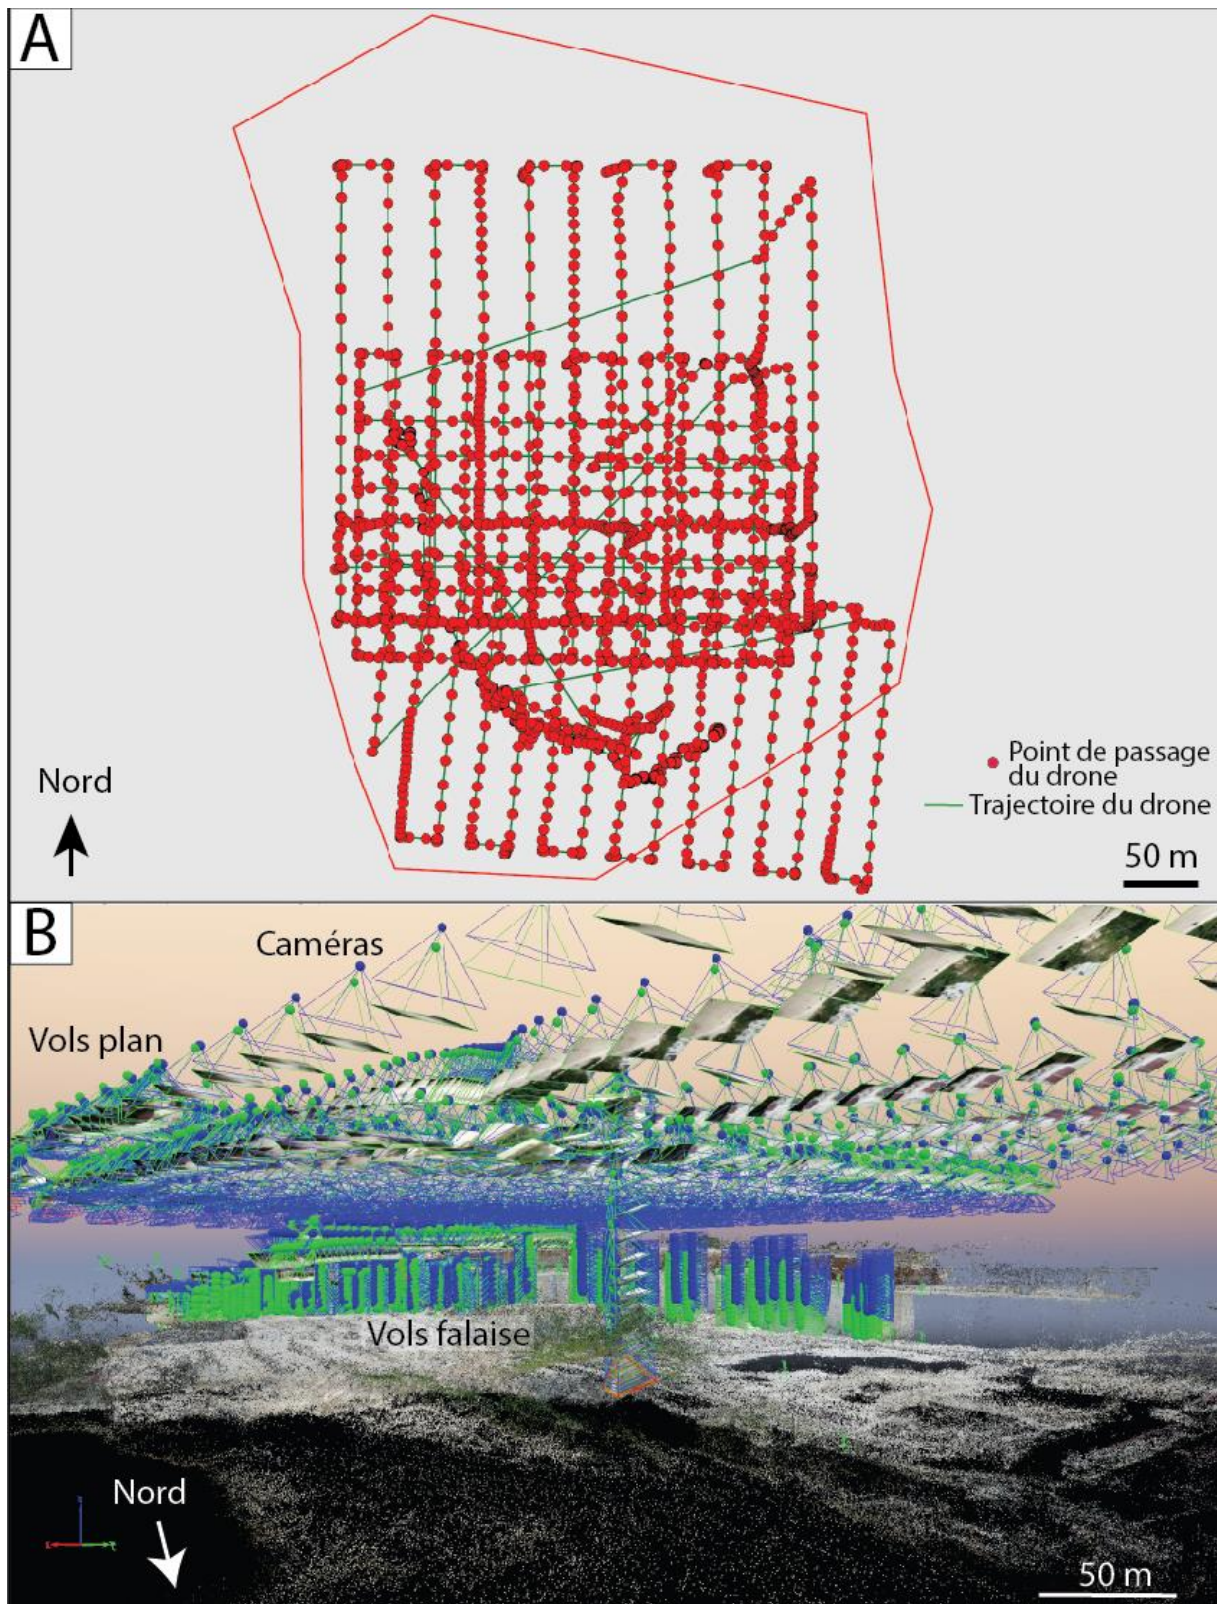 A
Nord
Point de passage
du drone
Trajectoire du drone
50 m
B
Caméras
Vols plan
Vols falaise
Nord
50 m